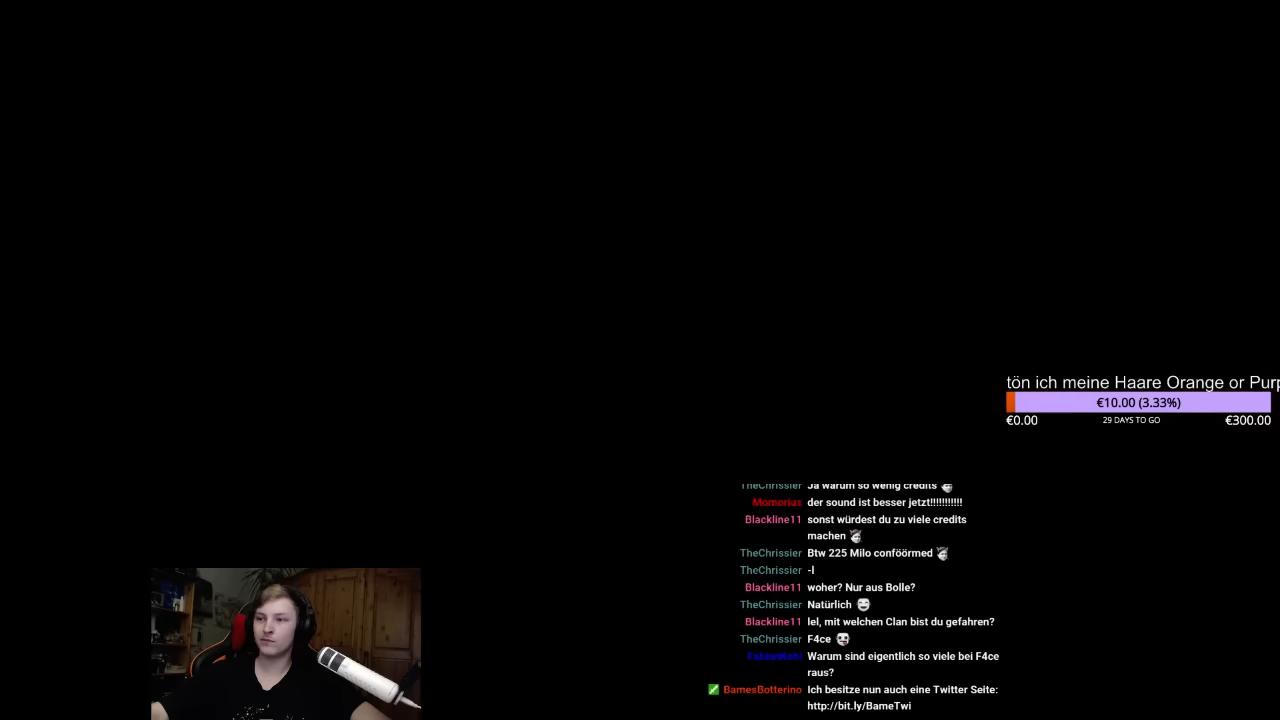 tön ich meine Haare Orange or Purp
€10.00 (3.33%)
€0.00 29 DAYS TO GO €300.00
TheChrissier Ja warum so wenig credits
Momorius der sound ist besser jetzt!!!!!!!!!!
Blackline11 sonst würdest du zu viele credits
machen
TheChrissier Btw 225 Milo conföörmed
TheChrissier -l
Blackline11 woher? Nur aus Bolle?
TheChrissier Natürlich
Blackline11 lel, mit welchen Clan bist du gefahren?
TheChrissier F4ce
Warum sind eigentlich so viele bei F4ce
raus?
BamesBotterino Ich besitze nun auch eine Twitter Seite:
http://bit.ly/BameTwi